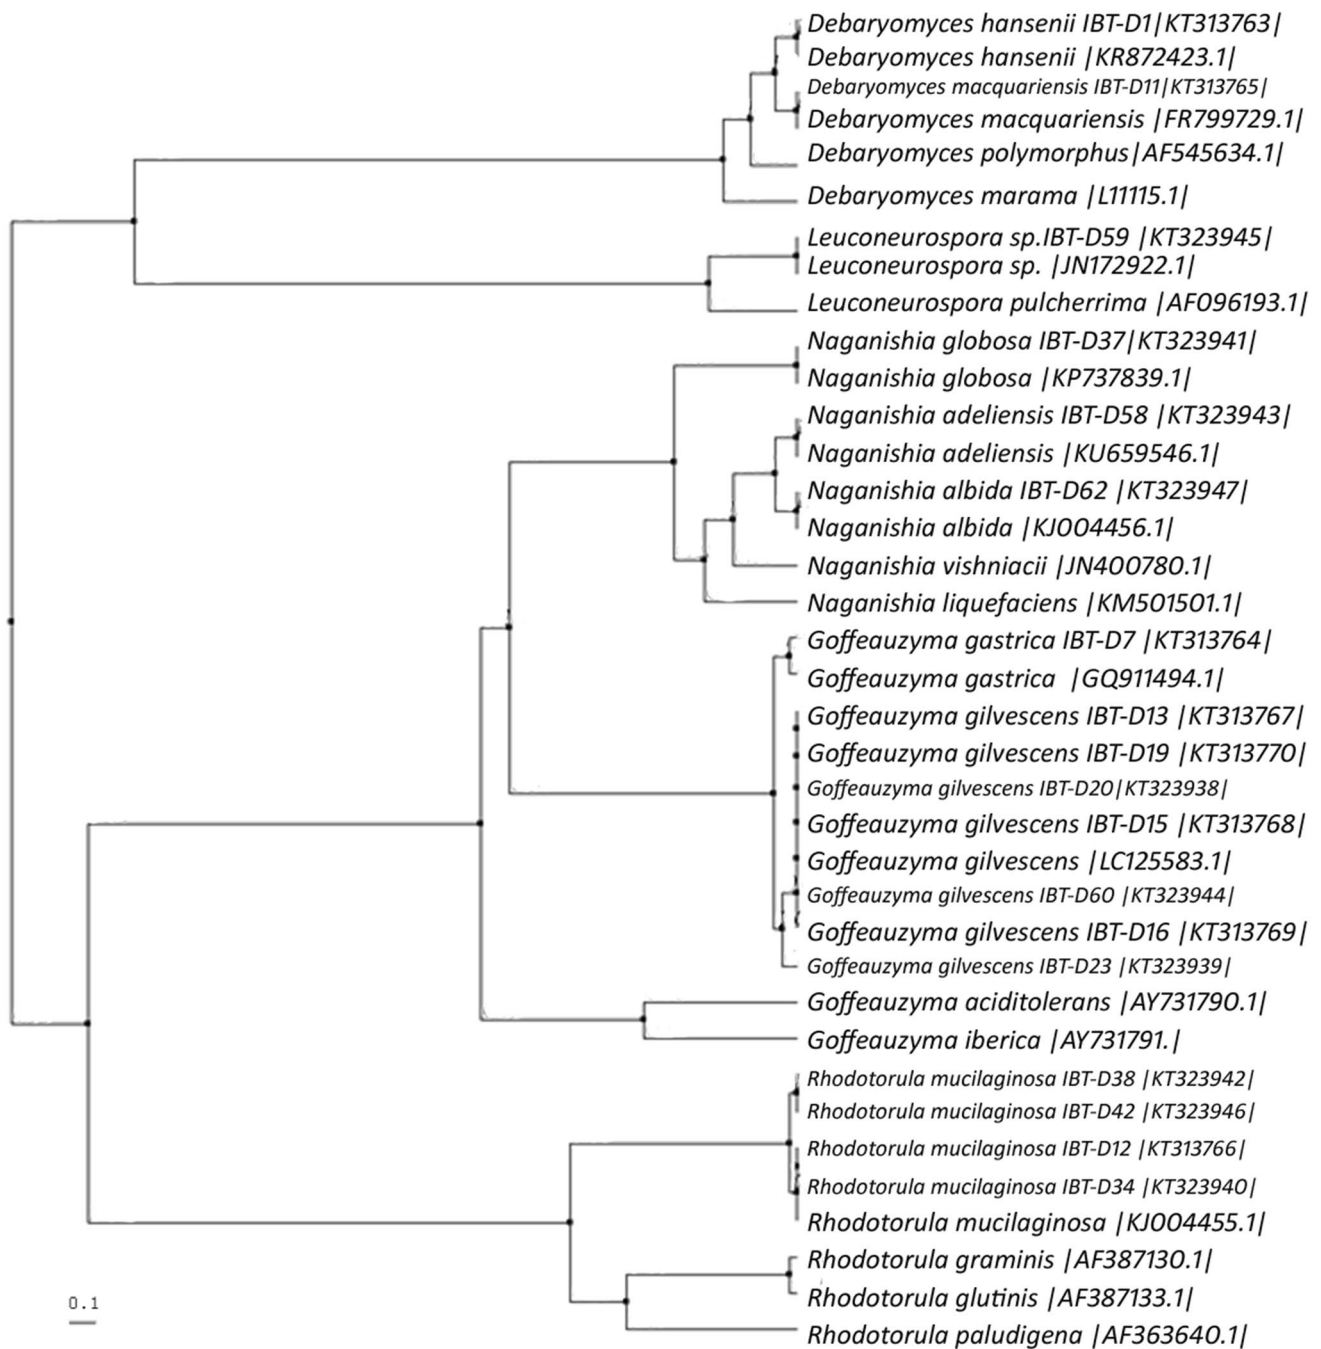 Debaryomyces hansenii IBT-D1|KT313763|
Debaryomyces hansenii |KR872423.1|
Debaryomyces macquariensis IBT-D11|KT313765|
Debaryomyces macquariensis |FR799729.1|
Debaryomyces polymorphus|AF545634.1|
Debaryomyces marama |L11115.1|
Leuconeurospora sp.IBT-D59 |KT323945|
Leuconeurospora sp. |JN172922.1|
Leuconeurospora pulcherrima |AF096193.1|
Naganishia globosa IBT-D37|KT323941|
Naganishia globosa |KP737839.1|
Naganishia adeliensis IBT-D58 |KT323943|
Naganishia adeliensis |KU659546.1|
Naganishia albida IBT-D62 |KT323947|
Naganishia albida |KJ004456.1|
Naganishia vishniacii |JN400780.1|
Naganishia liquefaciens |KM501501.1|
Goffeauzyma gastrica IBT-D7 |KT313764|
Goffeauzyma gastrica |GQ911494.1|
Goffeauzyma gilvescens IBT-D13 |KT313767|
Goffeauzyma gilvescens IBT-D19 |KT313770|
Goffeauzyma gilvescens IBT-D20|KT323938|
Goffeauzyma gilvescens IBT-D15 |KT313768|
Goffeauzyma gilvescens |LC125583.1|
Goffeauzyma gilvescens IBT-D60 |KT323944|
Goffeauzyma gilvescens IBT-D16 |KT313769|
Goffeauzyma gilvescens IBT-D23 |KT323939|
Goffeauzyma aciditolerans |AY731790.1|
Goffeauzyma iberica |AY731791.|
Rhodotorula mucilaginosa IBT-D38 |KT323942|
Rhodotorula mucilaginosa IBT-D42 |KT323946|
Rhodotorula mucilaginosa IBT-D12 |KT313766|
Rhodotorula mucilaginosa IBT-D34 |KT323940|
Rhodotorula mucilaginosa |KJ004455.1|
Rhodotorula graminis |AF387130.1|
Rhodotorula glutinis |AF387133.1|
Rhodotorula paludigena |AF363640.1|
0.1